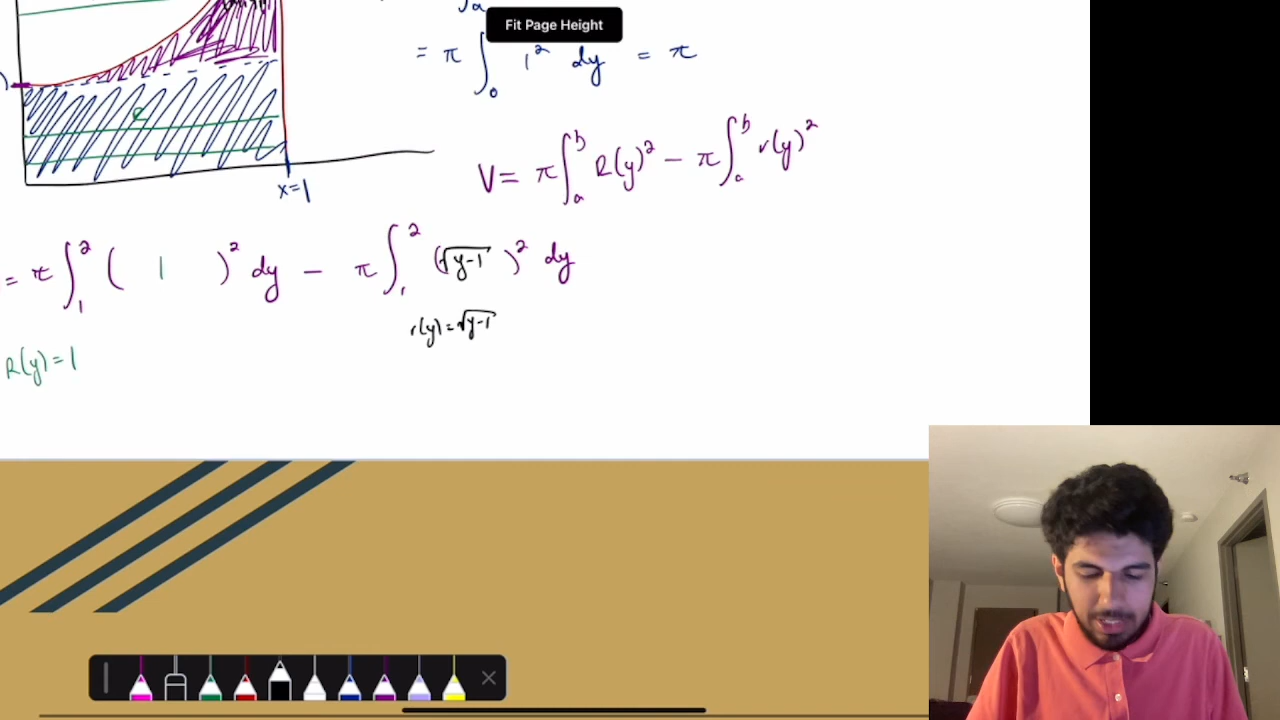 Fit Page Height
= π ∫₀ 1² dy = π
V = π ∫ₐᵇ R(y)² − π ∫ₐᵇ r(y)²
x=1
= π ∫₁² ( 1 )² dy − π ∫₁² (√y-1 )² dy
r(y)=√y-1
R(y)=1